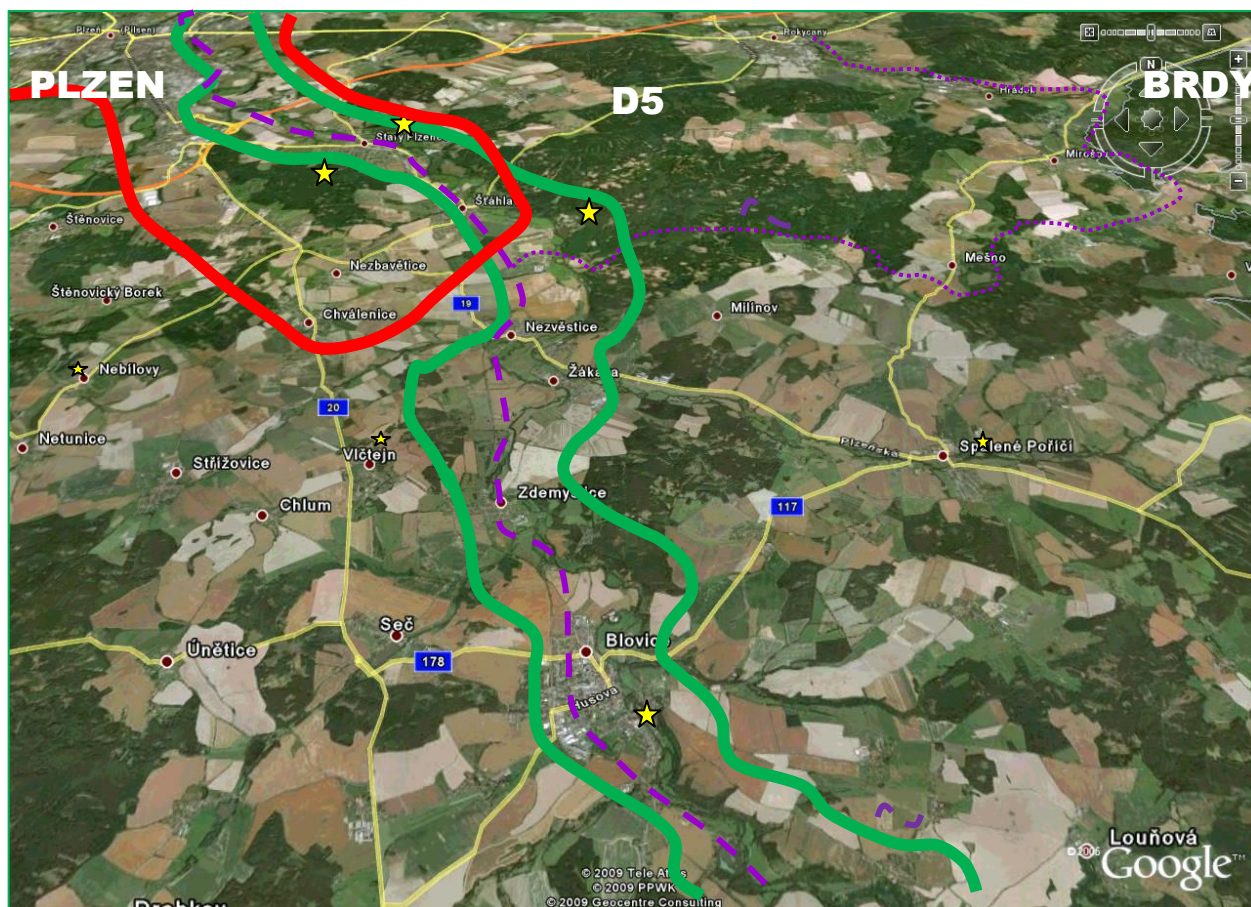 Plzeň (Pilsen)
Rokycany
PLZEN
D5
BRDY
N
Hrádek
Starý Plzenec
Mirošov
Štěnovice
Šťáhla
Nezbavětice
Mešno
Štěnovický Borek
19
Milínov
Chválenice
Nezvěstice
Nebílovy
Žákava
20
Netunice
Plzeňská
Spálené Poříčí
Vlčtejn
Střížovice
Zdemyslice
117
Chlum
Seč
Únětice
178
Blovice
Husova
Louňová
Google™
© 2009 Tele Atlas
© 2009 PPWK
© 2009 Geocentre Consulting